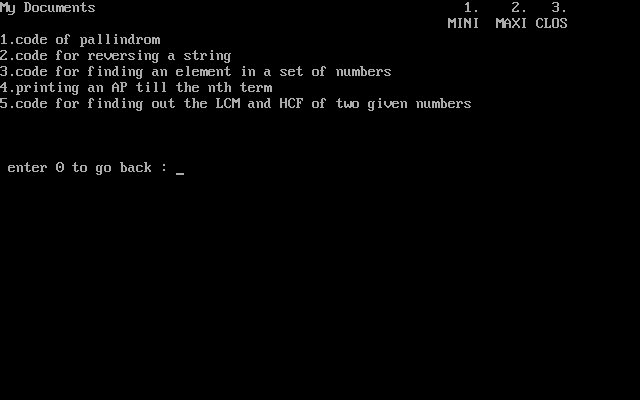 My Documents 1. 2. 3.
MINI MAXI CLOS
1.code of pallindrom
2.code for reversing a string
3.code for finding an element in a set of numbers
4.printing an AP till the nth term
5.code for finding out the LCM and HCF of two given numbers
enter 0 to go back : _